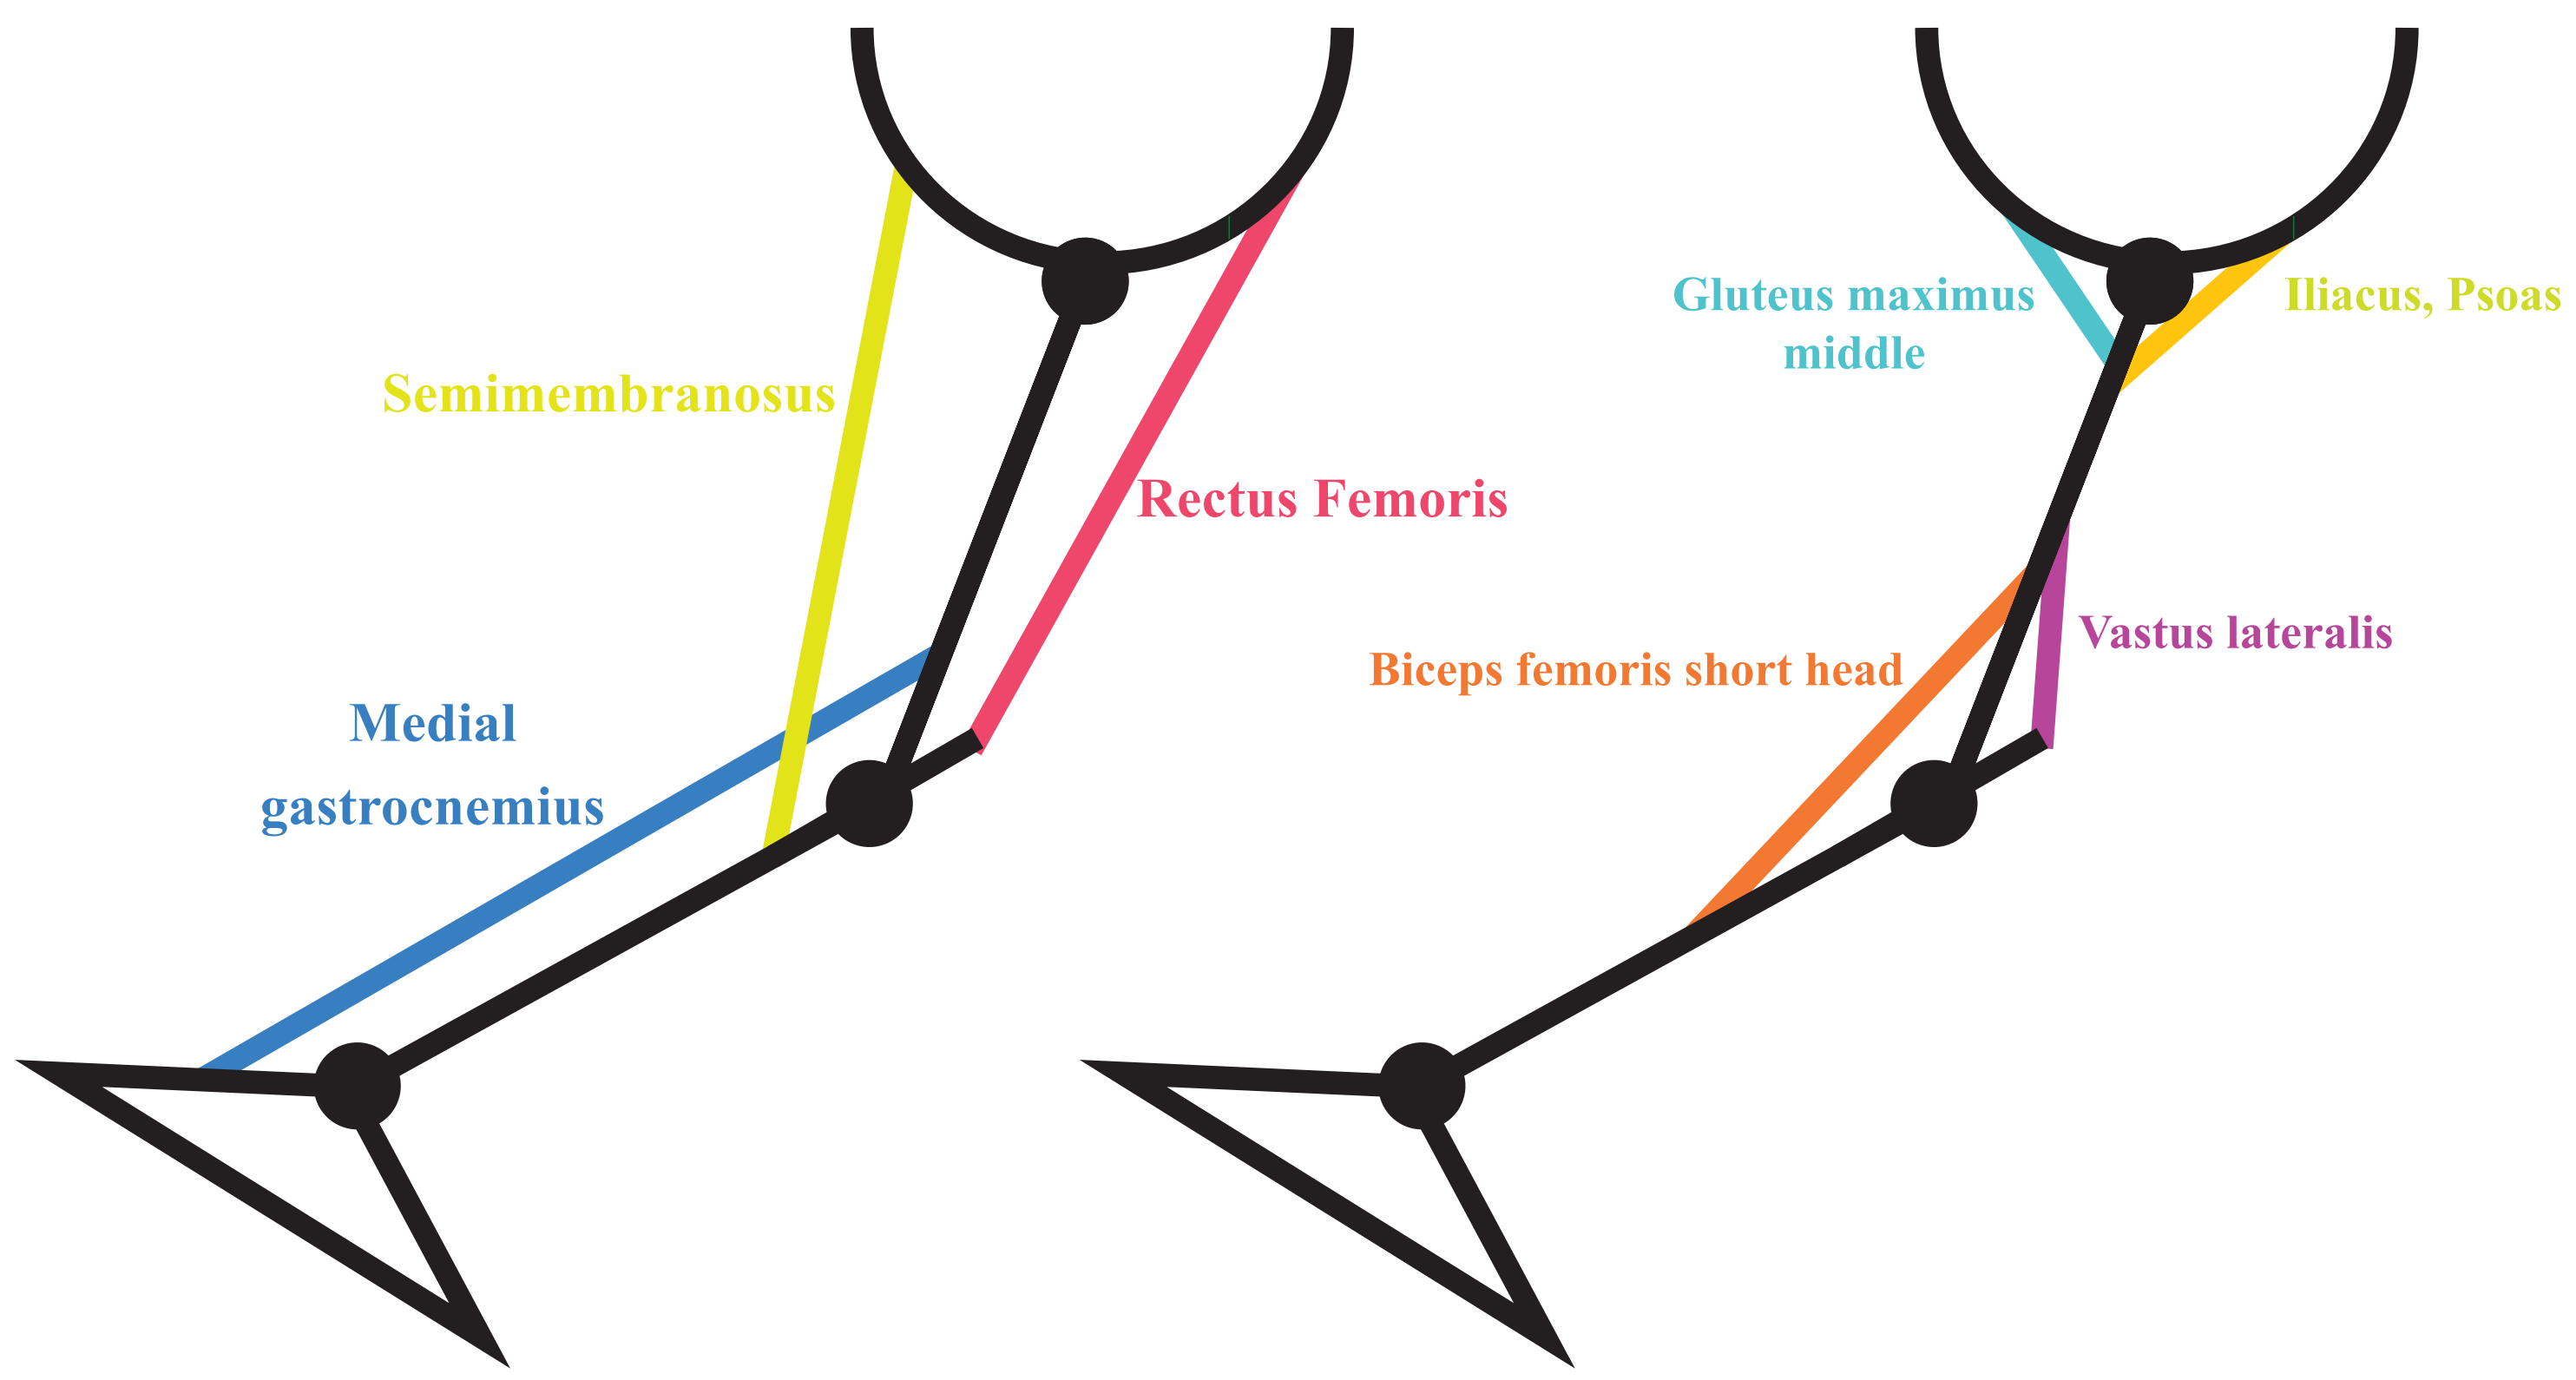 Semimembranosus
Rectus Femoris
Medial
gastrocnemius
Gluteus maximus
middle
Iliacus, Psoas
Vastus lateralis
Biceps femoris short head